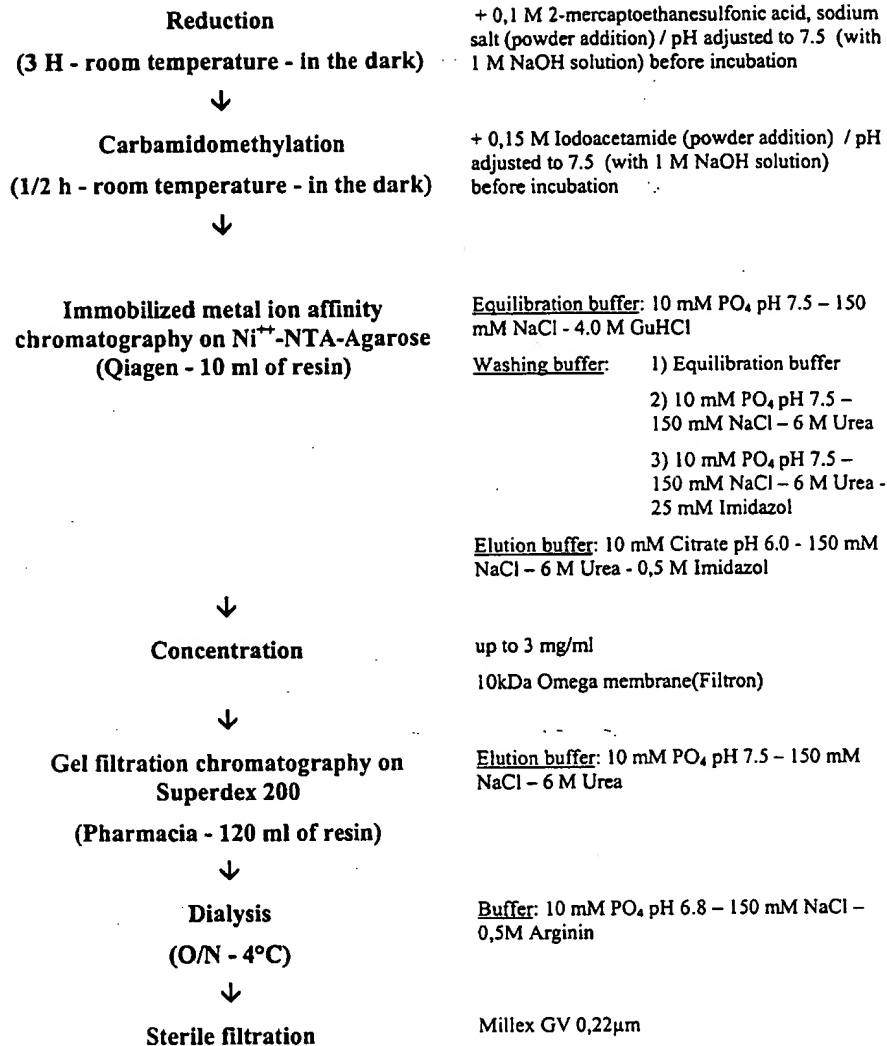 Reduction
(3 H - room temperature - in the dark)
+ 0,1 M 2-mercaptoethanesulfonic acid, sodium
salt (powder addition) / pH adjusted to 7.5 (with
1 M NaOH solution) before incubation
↓
Carbamidomethylation
(1/2 h - room temperature - in the dark)
+ 0,15 M Iodoacetamide (powder addition) / pH
adjusted to 7.5 (with 1 M NaOH solution)
before incubation
↓
Immobilized metal ion affinity
chromatography on Ni⁺⁺-NTA-Agarose
(Qiagen - 10 ml of resin)
Equilibration buffer: 10 mM PO₄ pH 7.5 – 150
mM NaCl - 4.0 M GuHCl
Washing buffer: 1) Equilibration buffer
2) 10 mM PO₄ pH 7.5 –
150 mM NaCl – 6 M Urea
3) 10 mM PO₄ pH 7.5 –
150 mM NaCl – 6 M Urea -
25 mM Imidazol
Elution buffer: 10 mM Citrate pH 6.0 - 150 mM
NaCl – 6 M Urea - 0,5 M Imidazol
↓
Concentration
up to 3 mg/ml
10kDa Omega membrane(Filtron)
↓
Gel filtration chromatography on
Superdex 200
(Pharmacia - 120 ml of resin)
Elution buffer: 10 mM PO₄ pH 7.5 – 150 mM
NaCl – 6 M Urea
↓
Dialysis
(O/N - 4°C)
Buffer: 10 mM PO₄ pH 6.8 – 150 mM NaCl –
0,5M Arginin
↓
Sterile filtration
Millex GV 0,22µm